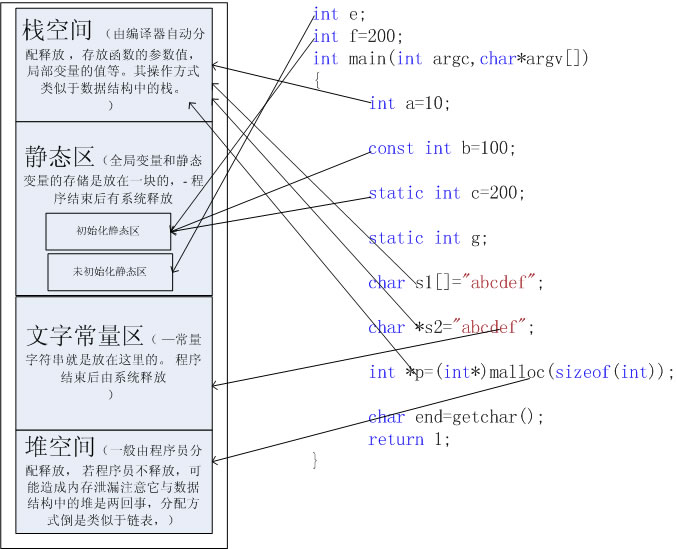 栈空间（由编译器自动分
配释放，存放函数的参数值，
局部变量的值等。其操作方式
类似于数据结构中的栈。
）
静态区（全局变量和静态
变量的存储是放在一块的，-程
序结束后有系统释放
初始化静态区
未初始化静态区
文字常量区（ —常量
字符串就是放在这里的。 程序
结束后由系统释放
）
堆空间（一般由程序员分
配释放， 若程序员不释放，可
能造成内存泄漏注意它与数据
结构中的堆是两回事，分配方
式倒是类似于链表，）
int e;
int f=200;
int main(int argc,char*argv[])
{
int a=10;
const int b=100;
static int c=200;
static int g;
char s1[]="abcdef";
char *s2="abcdef";
int *p=(int*)malloc(sizeof(int));
char end=getchar();
return 1;
}